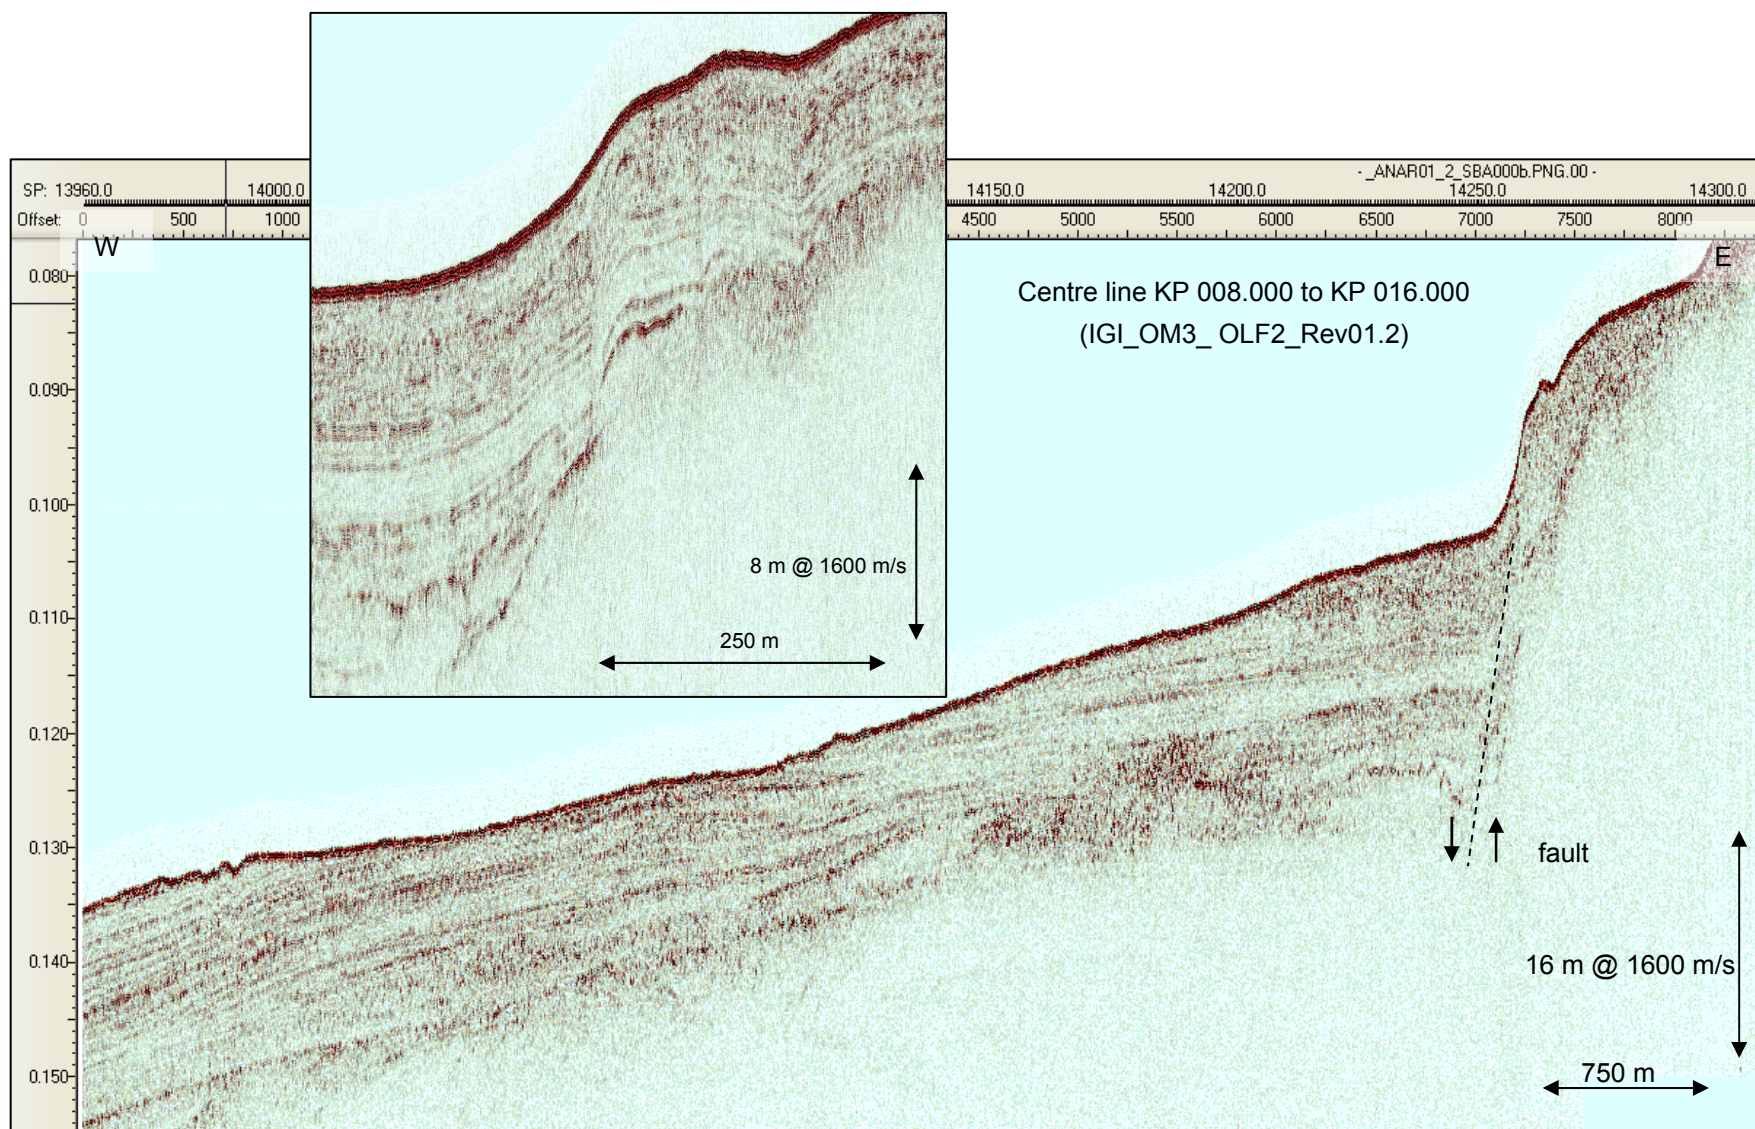 - _ANAR01_2_SBA000b.PNG.00 -
SP: 13960.0 14000.0 14150.0 14200.0 14250.0 14300.0
Offset: 0 500 1000 4500 5000 5500 6000 6500 7000 7500 8000
W
E
0.080
0.090
0.100
0.110
0.120
0.130
0.140
0.150
8 m @ 1600 m/s
250 m
Centre line KP 008.000 to KP 016.000
(IGI_OM3_ OLF2_Rev01.2)
fault
16 m @ 1600 m/s
750 m